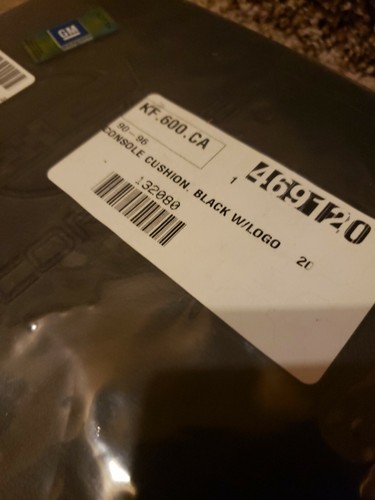 GM
KF.600.CA
90-96
CONSOLE CUSHION. BLACK W/LOGO
1
469120
132080
20